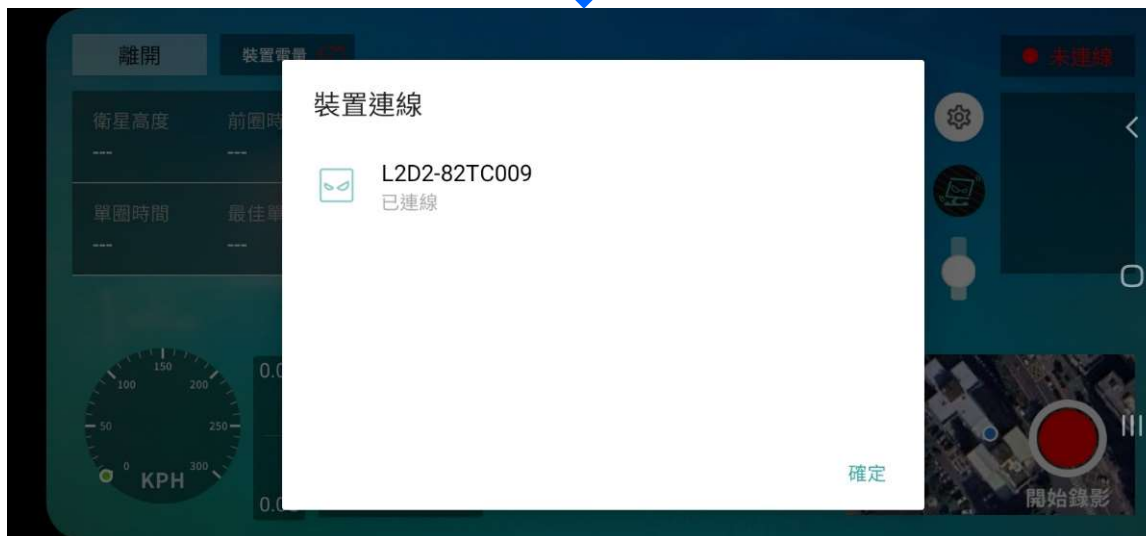 離開
裝置電量
未連線
裝置連線
衛星高度
前圈時
---
---
L2D2-82TC009
已連線
單圈時間
最佳單
---
---
150
100
200
50
250
0
300
KPH
0.0
0.0
確定
開始錄影